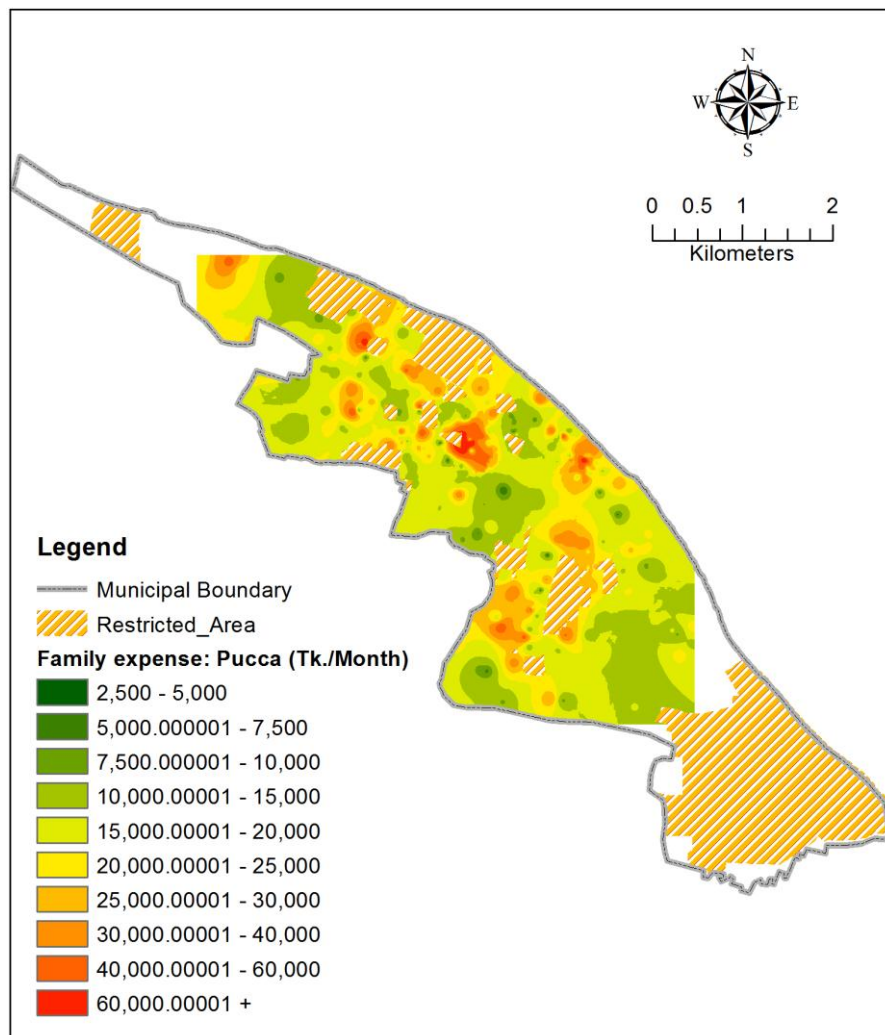 N
W E
S
0 0.5 1 2
Kilometers
Legend
Municipal Boundary
Restricted_Area
Family expense: Pucca (Tk./Month)
2,500 - 5,000
5,000.000001 - 7,500
7,500.000001 - 10,000
10,000.00001 - 15,000
15,000.00001 - 20,000
20,000.00001 - 25,000
25,000.00001 - 30,000
30,000.00001 - 40,000
40,000.00001 - 60,000
60,000.00001 +